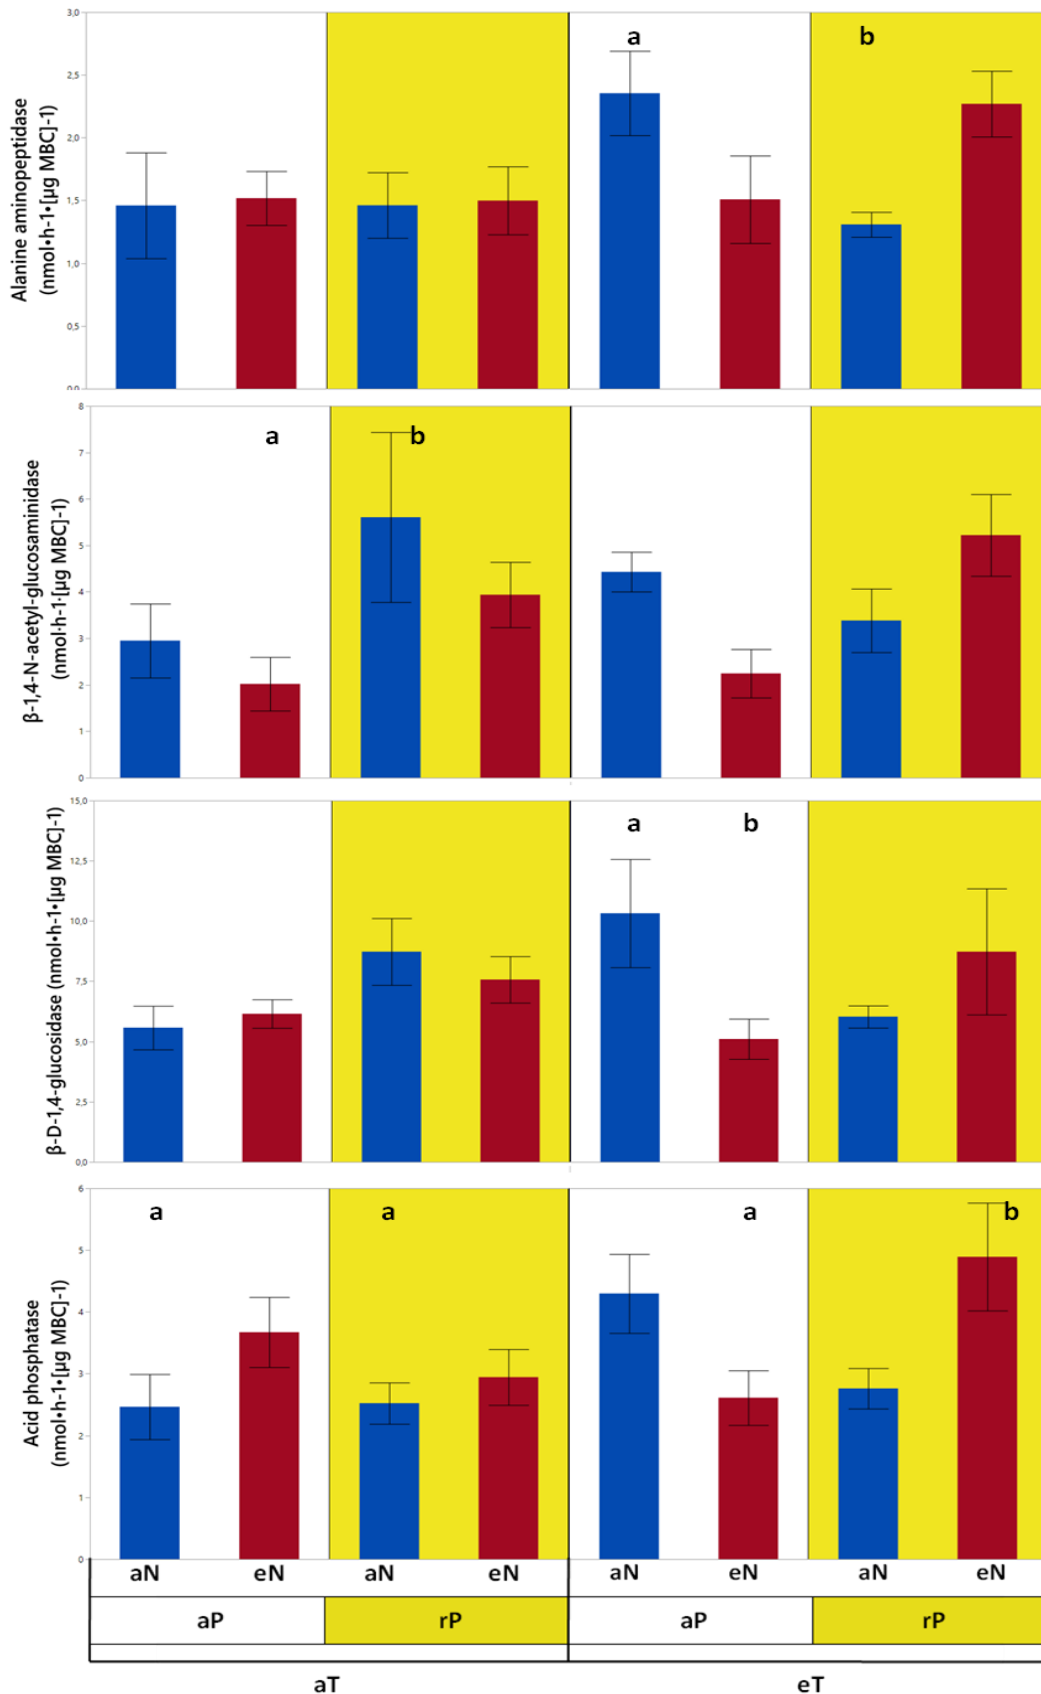 3,0
2,5
2,0
1,5
1,0
0,5
0,0
Alanine aminopeptidase
(nmol•h-1•[µg MBC]-1)
a
b
8
7
6
5
4
3
2
1
0
β-1,4-N-acetyl-glucosaminidase
(nmol·h-1·[µg MBC]-1)
a
b
15,0
12,5
10,0
7,5
5,0
2,5
0,0
β-D-1,4-glucosidase (nmol•h-1•[µg MBC]-1)
a
b
6
5
4
3
2
1
0
Acid phosphatase
(nmol•h-1•[µg MBC]-1)
a
a
a
b
aN eN aN eN aN eN aN eN
aP rP aP rP
aT eT